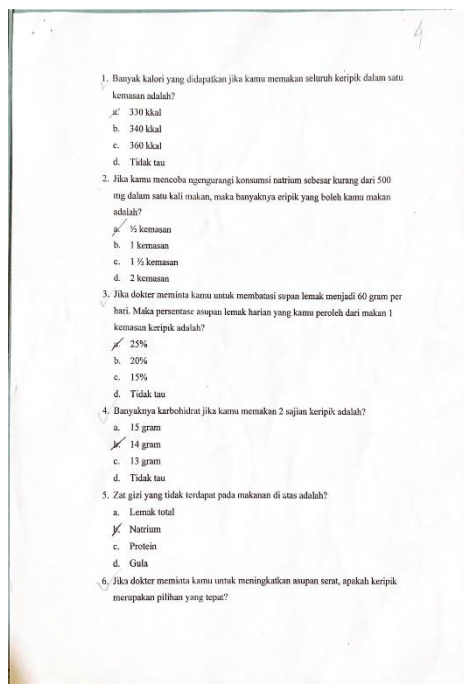 4
1. Banyak kalori yang didapatkan jika kamu memakan seluruh keripik dalam satu
kemasan adalah?
a. 330 kkal
b. 340 kkal
c. 360 kkal
d. Tidak tau
2. Jika kamu mencoba ngengurangi konsumsi natrium sebesar kurang dari 500
mg dalam satu kali makan, maka banyaknya eripik yang boleh kamu makan
adalah?
a. ½ kemasan
b. 1 kemasan
c. 1 ½ kemasan
d. 2 kemasan
3. Jika dokter meminta kamu untuk membatasi supan lemak menjadi 60 gram per
hari. Maka persentase asupan lemak harian yang kamu peroleh dari makan 1
kemasan keripik adalah?
a. 25%
b. 20%
c. 15%
d. Tidak tau
4. Banyaknya karbohidrat jika kamu memakan 2 sajian keripik adalah?
a. 15 gram
b. 14 gram
c. 13 gram
d. Tidak tau
5. Zat gizi yang tidak terdapat pada makanan di atas adalah?
a. Lemak total
b. Natrium
c. Protein
d. Gula
6. Jika dokter meminta kamu untuk meningkatkan asupan serat, apakah keripik
merupakan pilihan yang tepat?